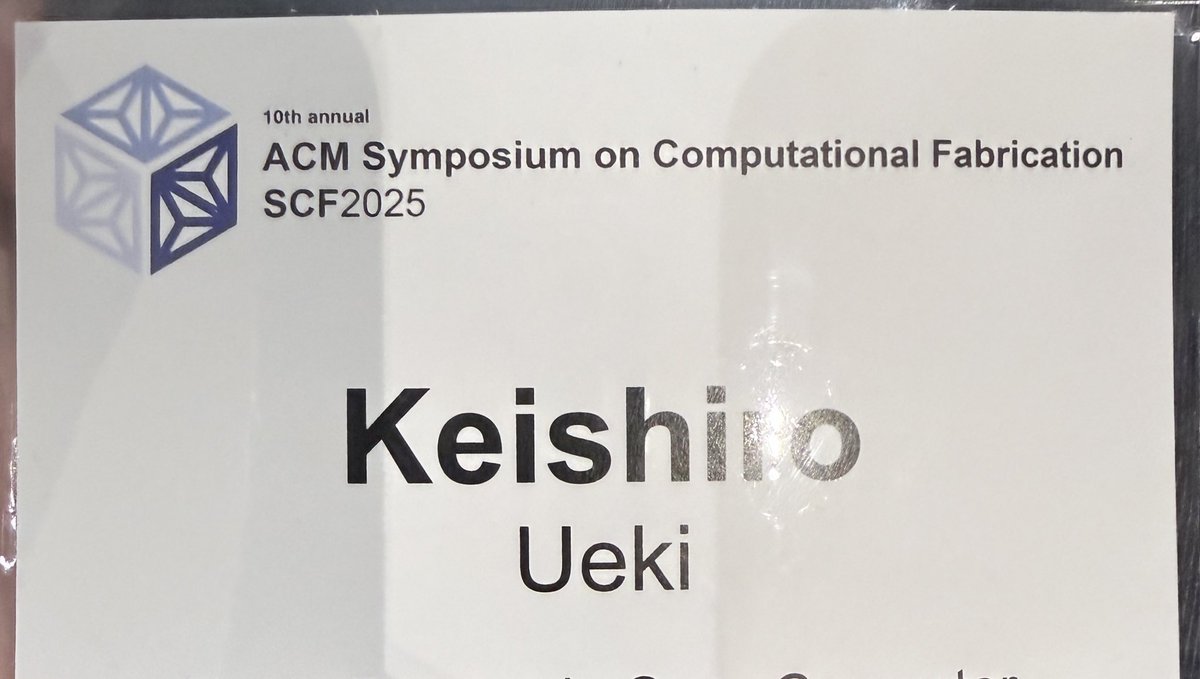 10th annual
ACM Symposium on Computational Fabrication
SCF2025
Keishiro
Ueki